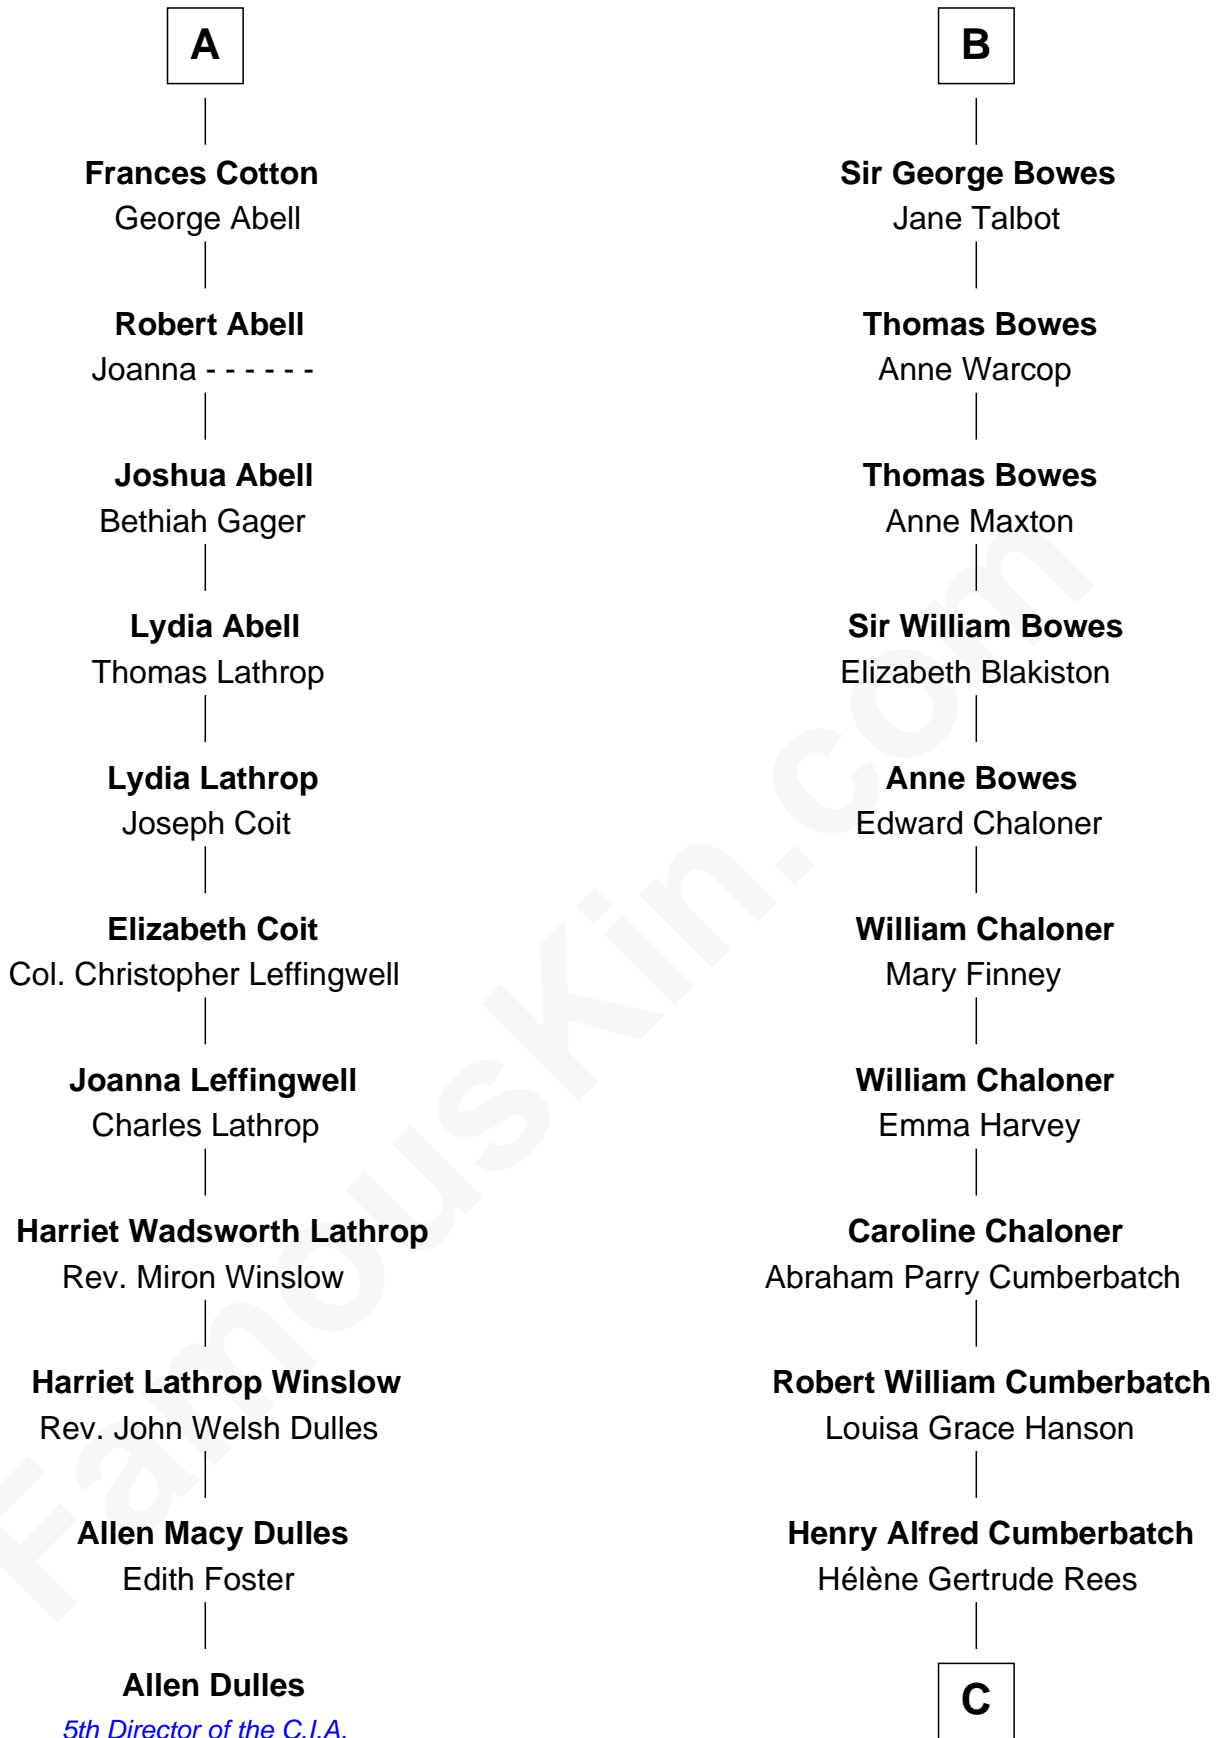 A
Frances Cotton
George Abell
Robert Abell
Joanna - - - - - -
Joshua Abell
Bethiah Gager
Lydia Abell
Thomas Lathrop
Lydia Lathrop
Joseph Coit
Elizabeth Coit
Col. Christopher Leffingwell
Joanna Leffingwell
Charles Lathrop
Harriet Wadsworth Lathrop
Rev. Miron Winslow
Harriet Lathrop Winslow
Rev. John Welsh Dulles
Allen Macy Dulles
Edith Foster
Allen Dulles
5th Director of the C.I.A.
B
Sir George Bowes
Jane Talbot
Thomas Bowes
Anne Warcop
Thomas Bowes
Anne Maxton
Sir William Bowes
Elizabeth Blakiston
Anne Bowes
Edward Chaloner
William Chaloner
Mary Finney
William Chaloner
Emma Harvey
Caroline Chaloner
Abraham Parry Cumberbatch
Robert William Cumberbatch
Louisa Grace Hanson
Henry Alfred Cumberbatch
Hélène Gertrude Rees
C
FamousKin.com